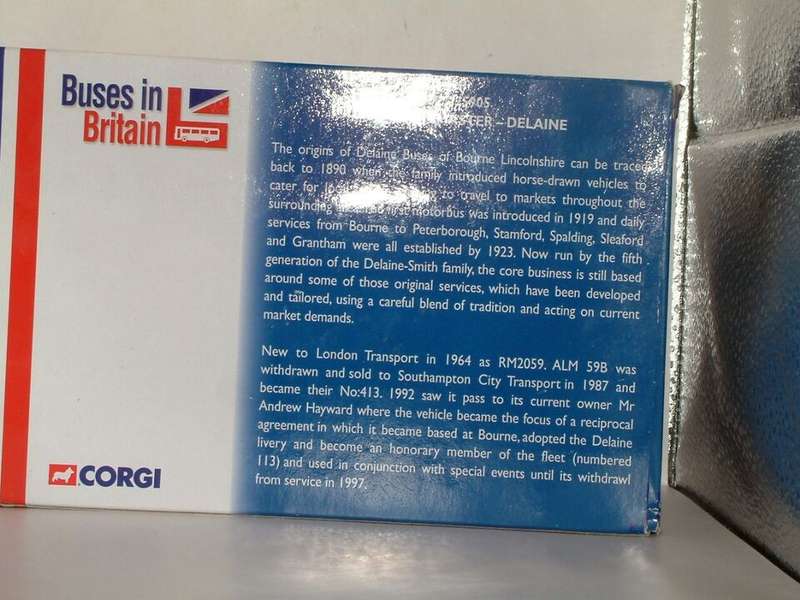 Buses in
Britain
CORGI
DELAINE
The origins of Delaine Buses of Bourne Lincolnshire can be traced
back to 1890 when the family introduced horse-drawn vehicles to
cater for to travel to markets throughout the
surrounding first motorbus was introduced in 1919 and daily
services from Bourne to Peterborough, Stamford, Spalding, Sleaford
and Grantham were all established by 1923. Now run by the fifth
generation of the Delaine-Smith family, the core business is still based
around some of those original services, which have been developed
and tailored, using a careful blend of tradition and acting on current
market demands.
New to London Transport in 1964 as RM2059. ALM 59B was
withdrawn and sold to Southampton City Transport in 1987 and
became their No:413. 1992 saw it pass to its current owner Mr
Andrew Hayward where the vehicle became the focus of a reciprocal
agreement in which it became based at Bourne, adopted the Delaine
livery and become an honorary member of the fleet (numbered
113) and used in conjunction with special events until its withdrawl
from service in 1997.